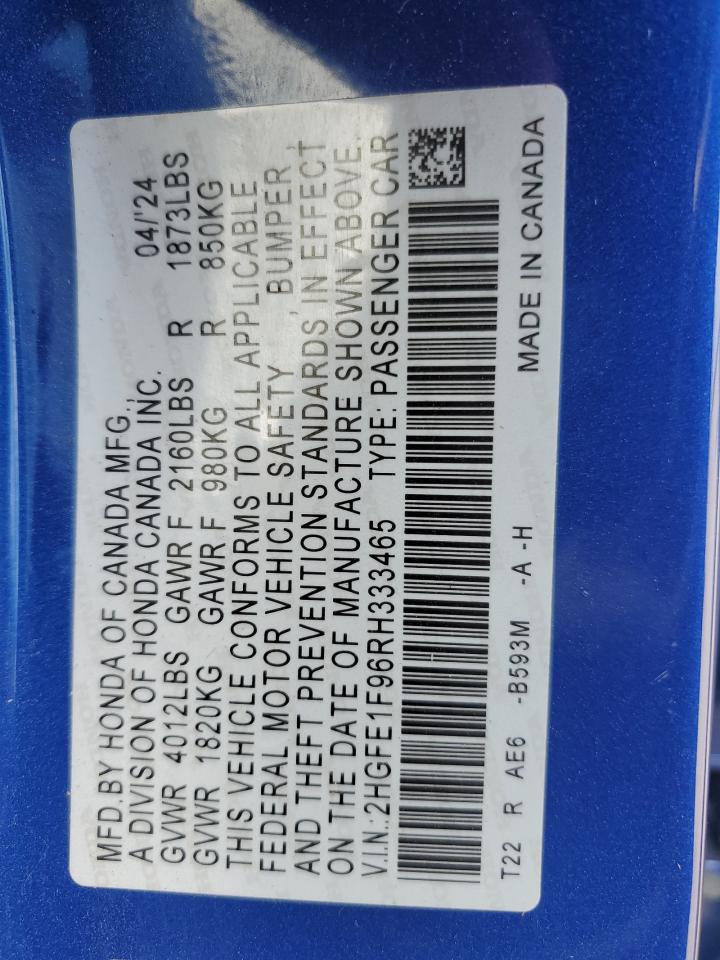 MFD.BY HONDA OF CANADA MFG.,
A DIVISION OF HONDA CANADA INC. 04/'24
GVWR 4012LBS GAWR F 2160LBS R 1873LBS
GVWR 1820KG GAWR F 980KG R 850KG
THIS VEHICLE CONFORMS TO ALL APPLICABLE
FEDERAL MOTOR VEHICLE SAFETY , BUMPER ,
AND THEFT PREVENTION STANDARDS IN EFFECT
ON THE DATE OF MANUFACTURE SHOWN ABOVE.
V.I.N.:2HGFE1F96RH333465 TYPE: PASSENGER CAR
T22 R AE6 -B593M -A -H MADE IN CANADA